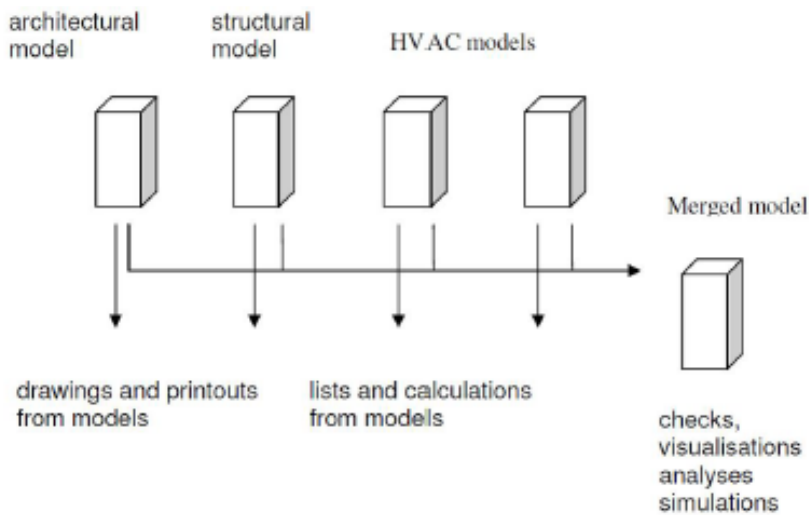 architectural
model
structural
model
HVAC models
Merged model
drawings and printouts
from models
lists and calculations
from models
checks,
visualisations
analyses
simulations